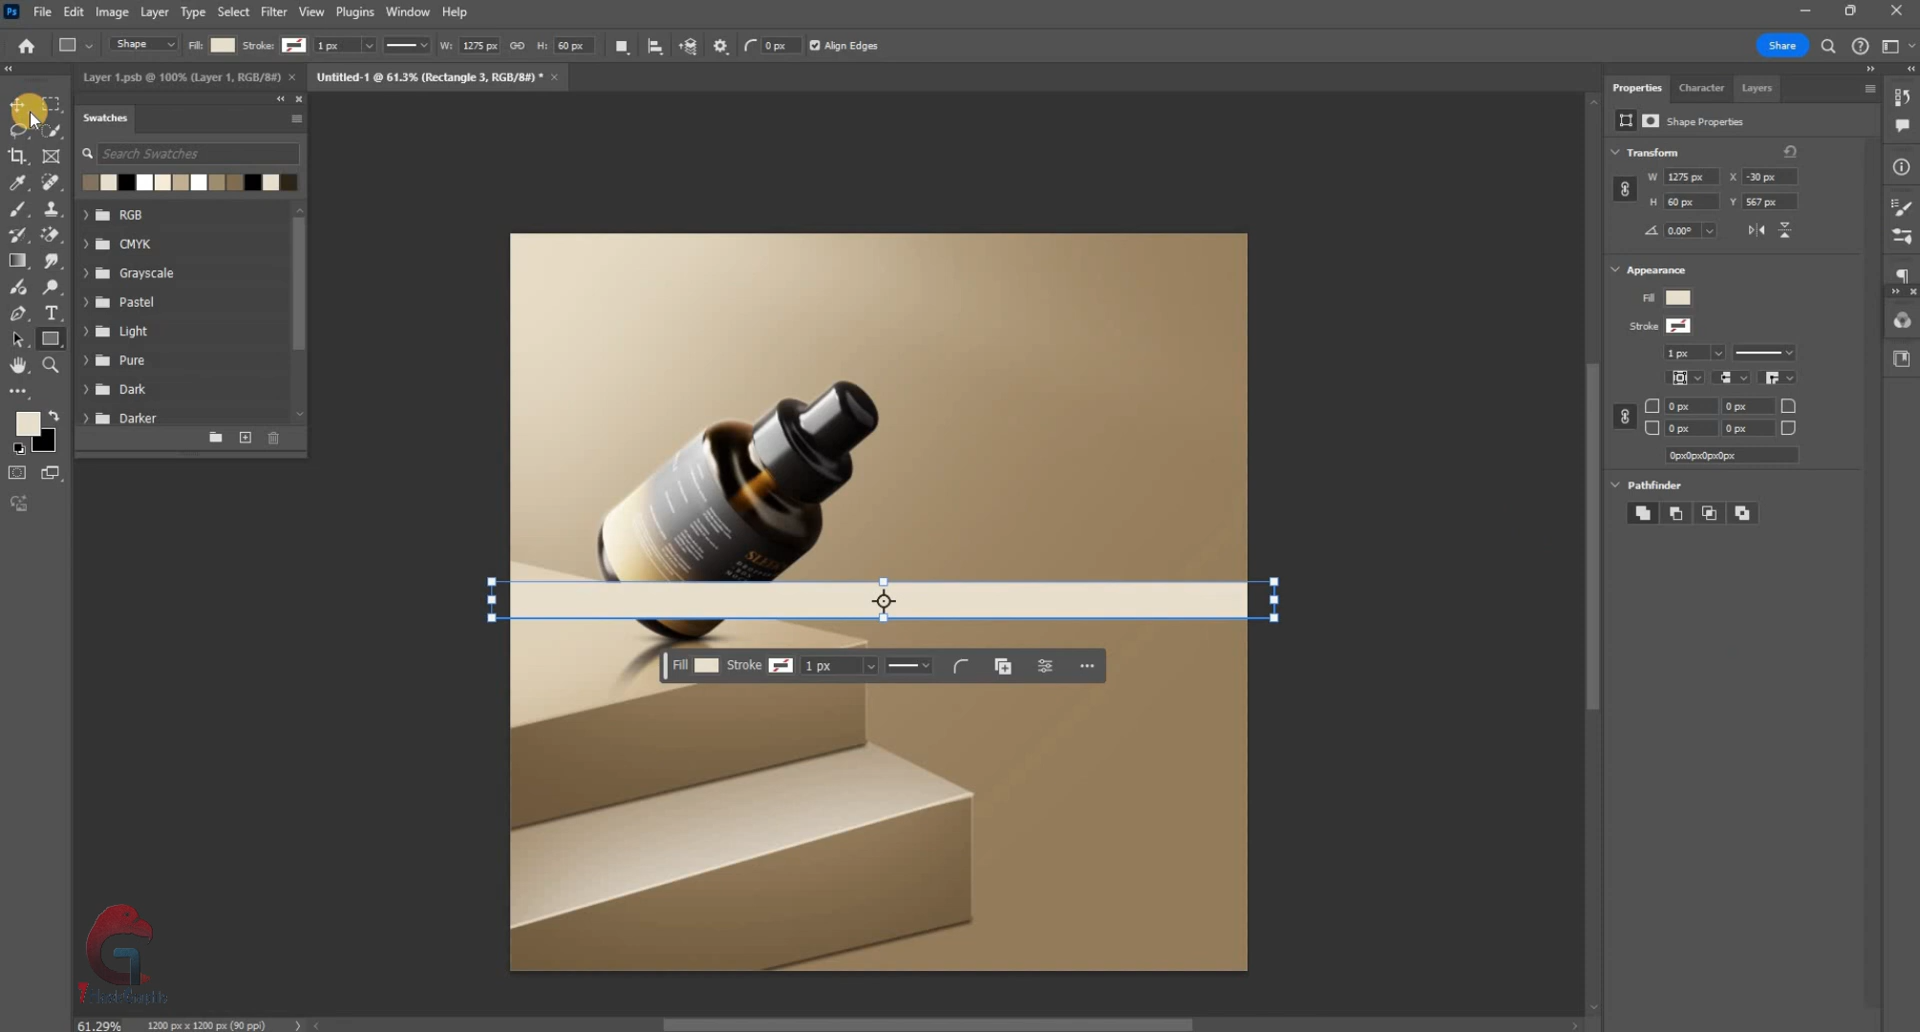 Ps File Edit Image Layer Type Select Filter View Plugins Window Help
Shape Fill: Stroke: 1 px W: 1275 px H: 60 px 0 px Align Edges Share
Layer 1.psb @ 100% (Layer 1, RGB/8#) × Untitled-1 @ 61.3% (Rectangle 3, RGB/8#) * ×
Swatches
Search Swatches
RGB
CMYK
Grayscale
Pastel
Light
Pure
Dark
Darker
Fill Stroke 1 px
Properties Character Layers
Shape Properties
Transform
W 1275 px X -30 px
H 60 px Y 567 px
0.00°
Appearance
Fill
Stroke
1 px
0 px 0 px
0 px 0 px
0px0px0px0px
Pathfinder
61.29% 1200 px x 1200 px (90 ppi)